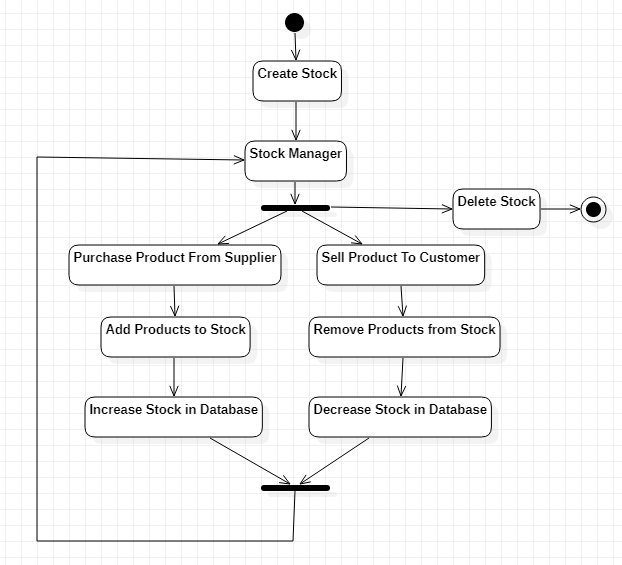 Create Stock
Stock Manager
Delete Stock
Purchase Product From Supplier
Sell Product To Customer
Add Products to Stock
Remove Products from Stock
Increase Stock in Database
Decrease Stock in Database